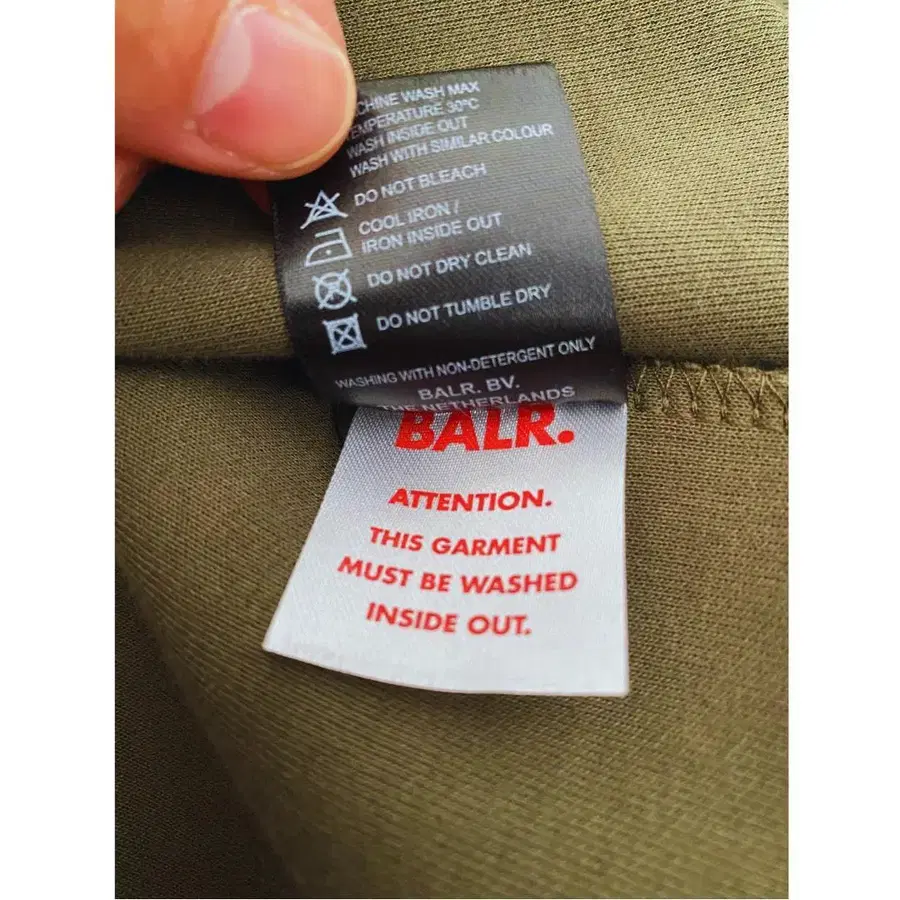 WASH MAX
TEMPERATURE 30°C
WASH INSIDE OUT
WASH WITH SIMILAR COLOUR
DO NOT BLEACH
COOL IRON /
IRON INSIDE OUT
DO NOT DRY CLEAN
DO NOT TUMBLE DRY
WASHING WITH NON-DETERGENT ONLY
BALR. BV.
THE NETHERLANDS
BALR.
ATTENTION.
THIS GARMENT
MUST BE WASHED
INSIDE OUT.